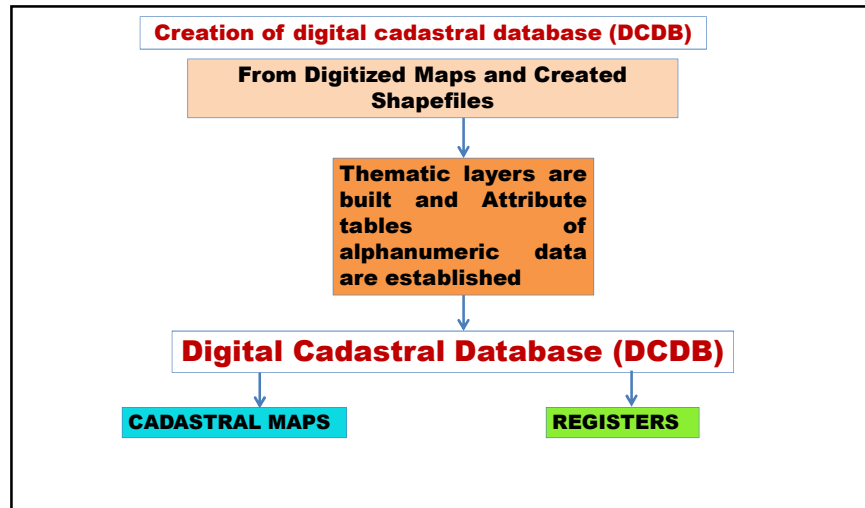 Creation of digital cadastral database (DCDB)
From Digitized Maps and Created
Shapefiles
Thematic layers are
built and Attribute
tables of
alphanumeric data
are established
Digital Cadastral Database (DCDB)
CADASTRAL MAPS
REGISTERS